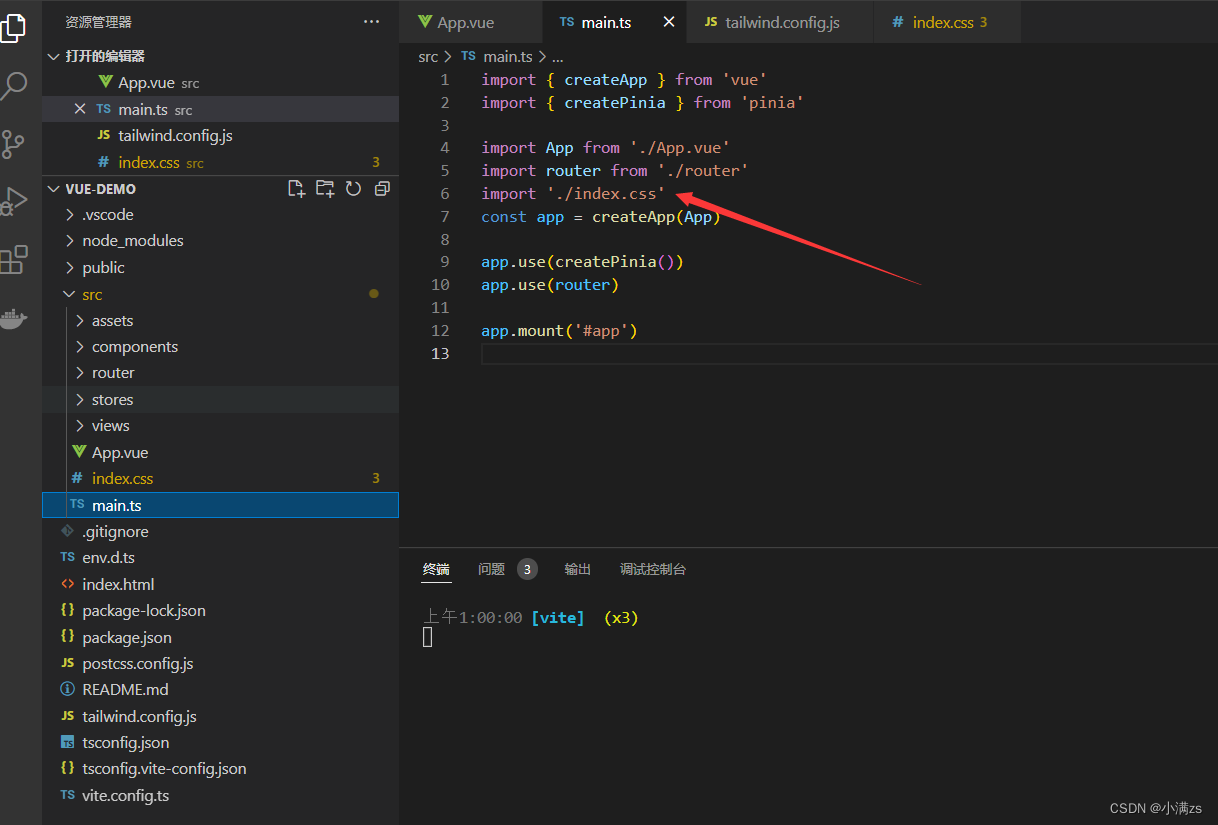 资源管理器
打开的编辑器
App.vue src
TS main.ts src
JS tailwind.config.js
# index.css src 3
VUE-DEMO
.vscode
node_modules
public
src
assets
components
router
stores
views
App.vue
# index.css 3
TS main.ts
.gitignore
TS env.d.ts
<> index.html
{} package-lock.json
{} package.json
JS postcss.config.js
README.md
JS tailwind.config.js
TS tsconfig.json
{} tsconfig.vite-config.json
TS vite.config.ts
App.vue TS main.ts JS tailwind.config.js # index.css 3
src > TS main.ts > ...
1 import { createApp } from 'vue'
2 import { createPinia } from 'pinia'
3
4 import App from './App.vue'
5 import router from './router'
6 import './index.css'
7 const app = createApp(App)
8
9 app.use(createPinia())
10 app.use(router)
11
12 app.mount('#app')
13
终端 问题 3 输出 调试控制台
上午1:00:00 [vite] (x3)
CSDN @小满zs